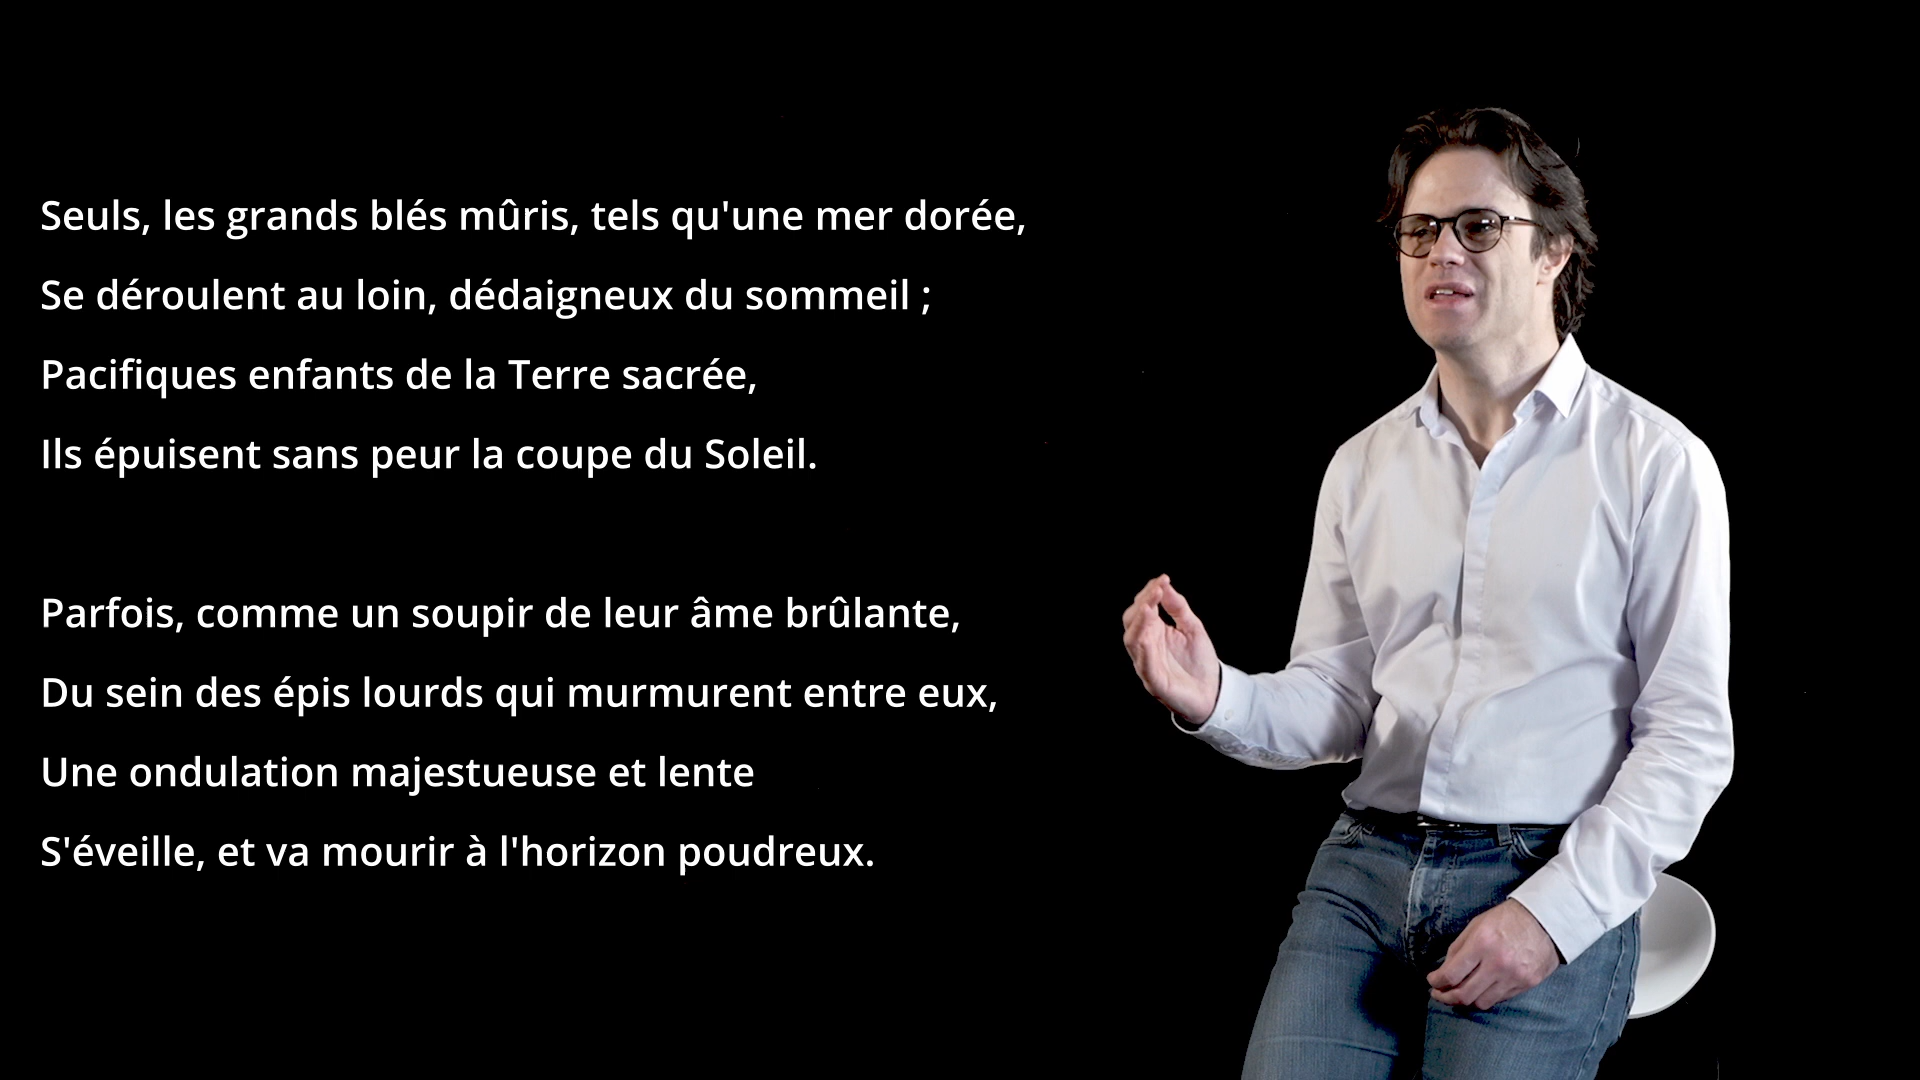 Seuls, les grands blés mûris, tels qu'une mer dorée,
Se déroulent au loin, dédaigneux du sommeil ;
Pacifiques enfants de la Terre sacrée,
Ils épuisent sans peur la coupe du Soleil.
Parfois, comme un soupir de leur âme brûlante,
Du sein des épis lourds qui murmurent entre eux,
Une ondulation majestueuse et lente
S'éveille, et va mourir à l'horizon poudreux.